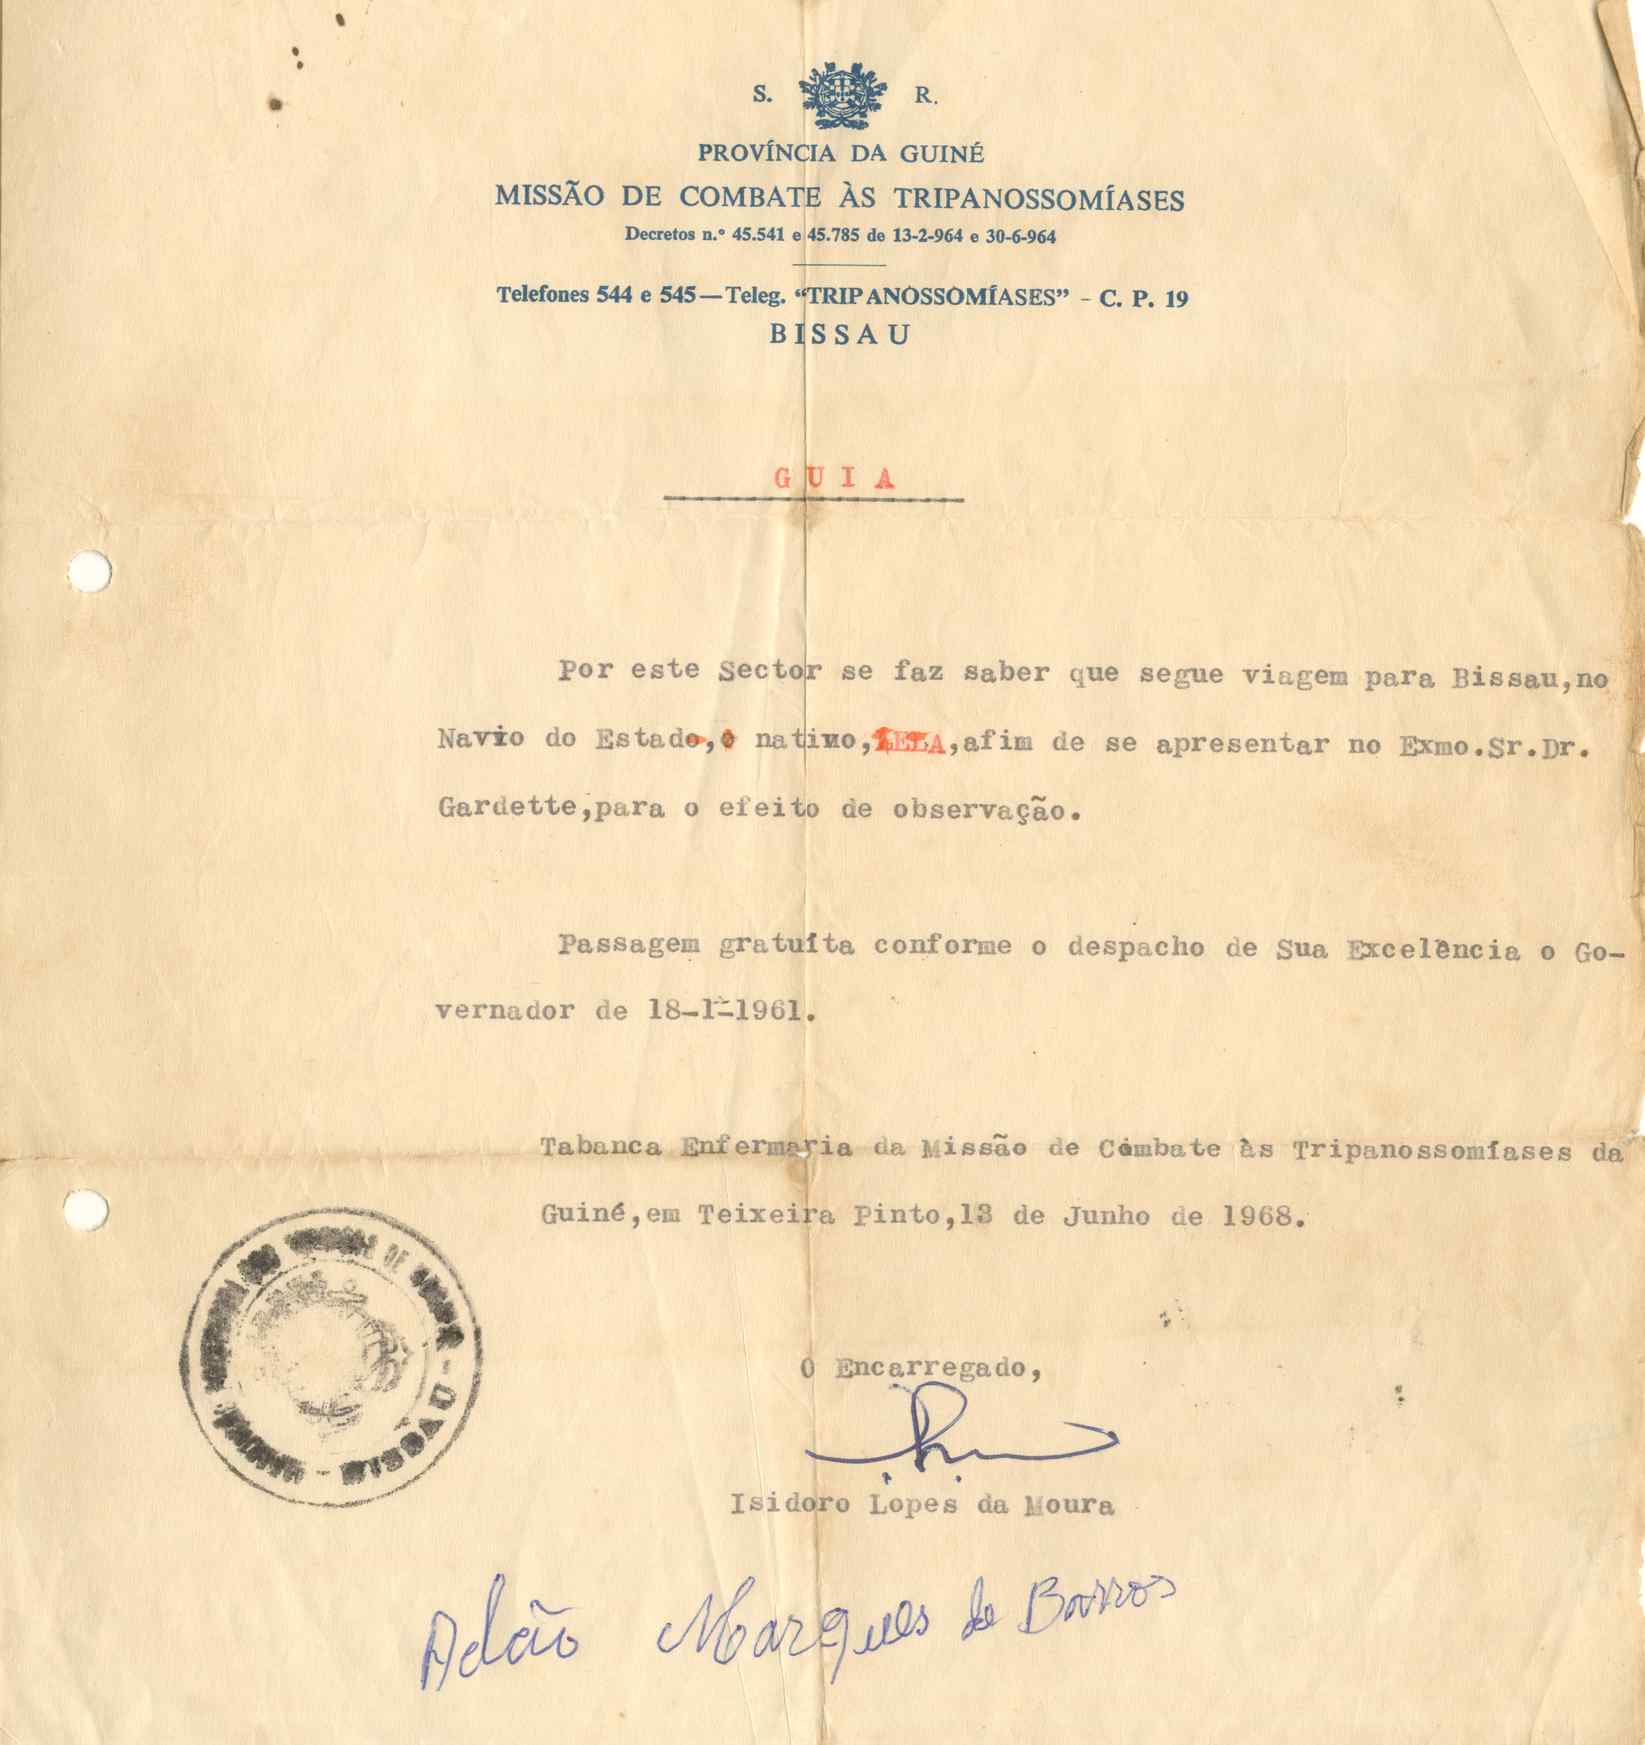 S. R.
PROVÍNCIA DA GUINÉ
MISSÃO DE COMBATE ÀS TRIPANOSSOMÍASES
Decretos n.º 45.541 e 45.785 de 13-2-964 e 30-6-964
Telefones 544 e 545—Teleg. “TRIPANOSSOMÍASES” - C. P. 19
BISSAU
GUIA
Por este Sector se faz saber que segue viagem para Bissau,no
Navio do Estado,o nativo, ,afim de se apresentar no Exmo.Sr.Dr.
Gardette,para o efeito de observação.
Passagem gratuíta conforme o despacho de Sua Excelência o Go-
vernador de 18-1-1961.
Tabanca Enfermaria da Missão de Combate às Tripanossomíases da
Guiné,em Teixeira Pinto,13 de Junho de 1968.
DE - BISSAU -
O Encarregado,
Isidoro Lopes da Moura
Adão Marques de Barros